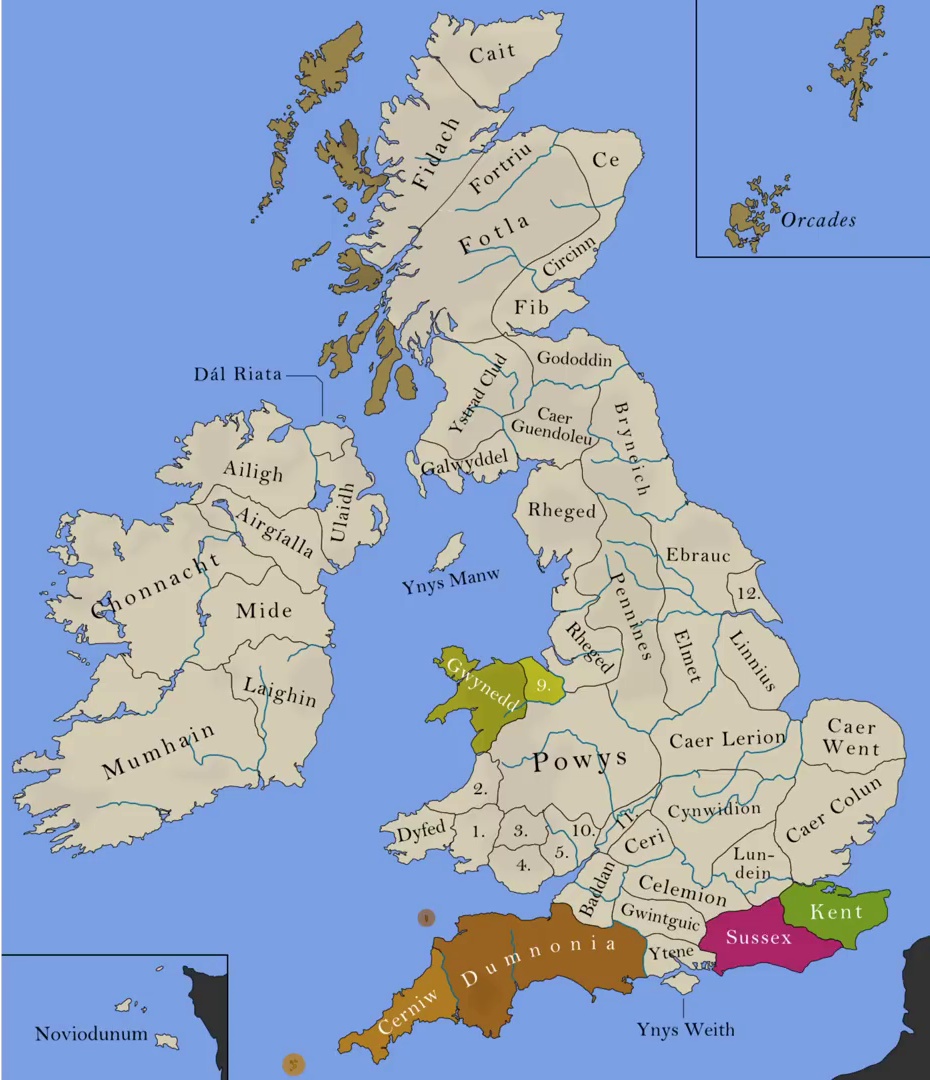 Cait
Fidach
Fortriu
Ce
Orcades
Fotla
Circinn
Fib
Dál Riata
Gododdin
Ystrad Clud
Caer
Guendoleu
Bryneich
Galwyddel
Ailigh
Airgíalla
Ulaidh
Rheged
Ebrauc
Chonnacht
Ynys Manw
12.
Mide
Pennines
Rheged
Elmet
Linnius
Laighin
Gwynedd
9.
Mumhain
Powys
Caer Lerion
Caer
Went
2.
Cynwidion
Caer Colun
Dyfed
1.
3.
10.
11.
Ceri
4.
5.
Lun-
dein
Baddan
Celemion
Kent
Gwintguic
Sussex
Dumnonia
Ytene
Cerniw
Noviodunum
Ynys Weith